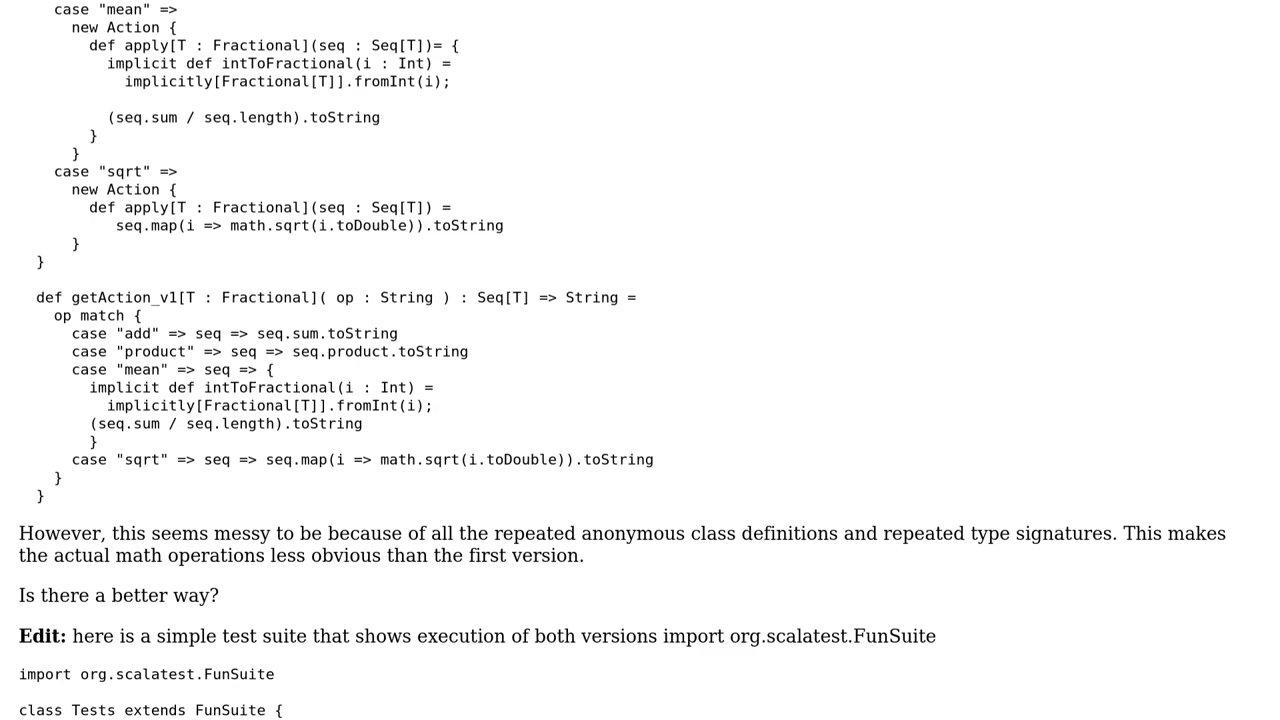 case "mean" =>
      new Action {
        def apply[T : Fractional](seq : Seq[T])= {
          implicit def intToFractional(i : Int) =
            implicitly[Fractional[T]].fromInt(i);

          (seq.sum / seq.length).toString
        }
      }
    case "sqrt" =>
      new Action {
        def apply[T : Fractional](seq : Seq[T]) =
           seq.map(i => math.sqrt(i.toDouble)).toString
      }
  }

  def getAction_v1[T : Fractional]( op : String ) : Seq[T] => String =
    op match {
      case "add" => seq => seq.sum.toString
      case "product" => seq => seq.product.toString
      case "mean" => seq => {
        implicit def intToFractional(i : Int) =
          implicitly[Fractional[T]].fromInt(i);
        (seq.sum / seq.length).toString
        }
      case "sqrt" => seq => seq.map(i => math.sqrt(i.toDouble)).toString
    }
  }
However, this seems messy to be because of all the repeated anonymous class definitions and repeated type signatures. This makes
the actual math operations less obvious than the first version.
Is there a better way?
Edit: here is a simple test suite that shows execution of both versions import org.scalatest.FunSuite
import org.scalatest.FunSuite

class Tests extends FunSuite {